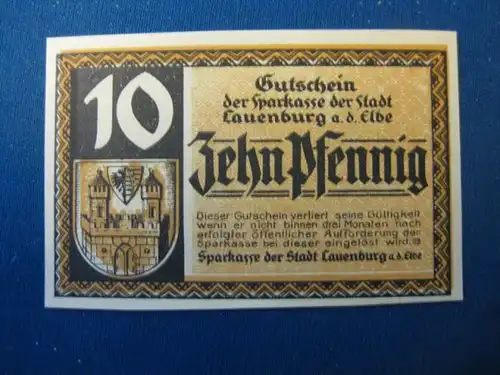 10
Gutschein
der Sparkasse der Stadt
Lauenburg a. d. Elbe
Zehn Pfennig
Dieser Gutschein verliert seine Gültigkeit
wenn er nicht binnen drei Monaten nach
erfolgter öffentlicher Aufforderung der
Sparkasse bei dieser eingelöst wird.
Sparkasse der Stadt Lauenburg a. d. Elbe